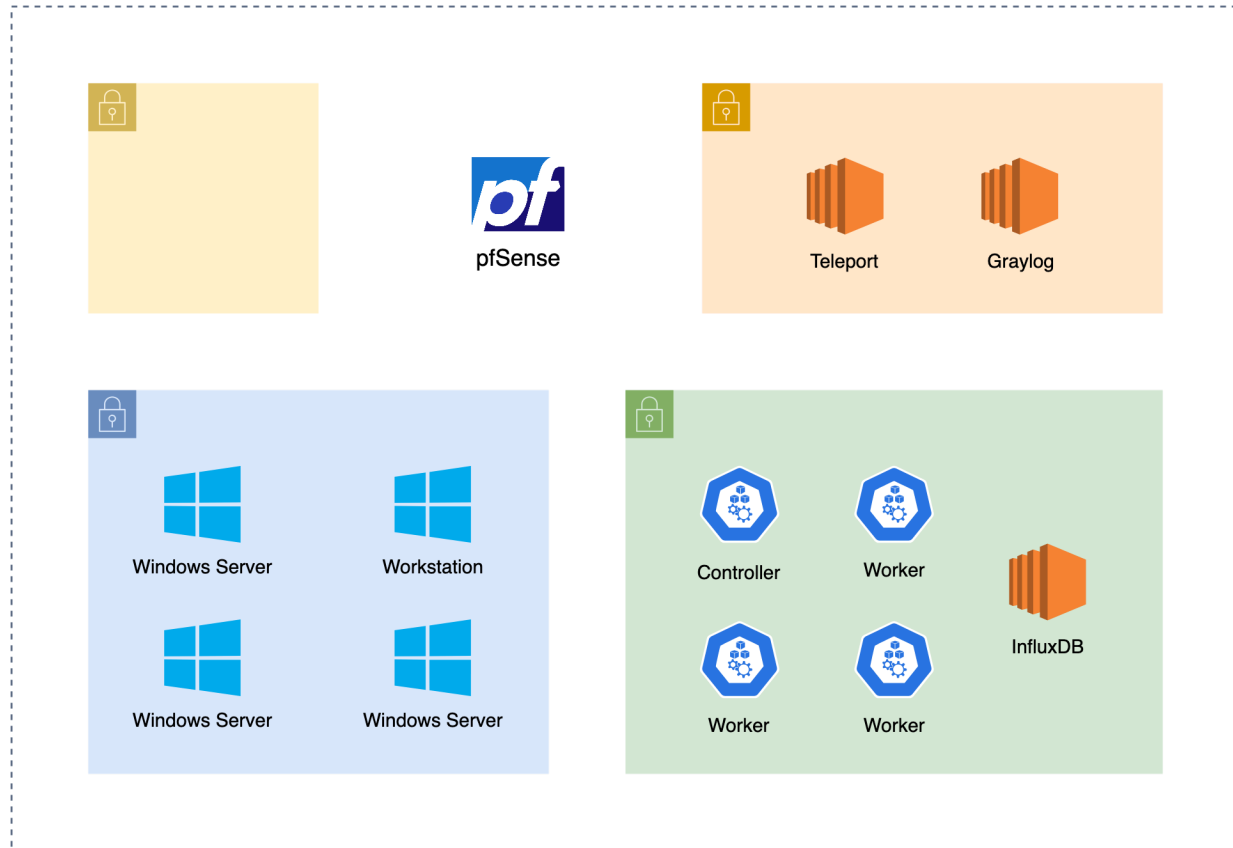 pf
pfSense
Teleport
Graylog
Windows Server
Workstation
Windows Server
Windows Server
Controller
Worker
InfluxDB
Worker
Worker